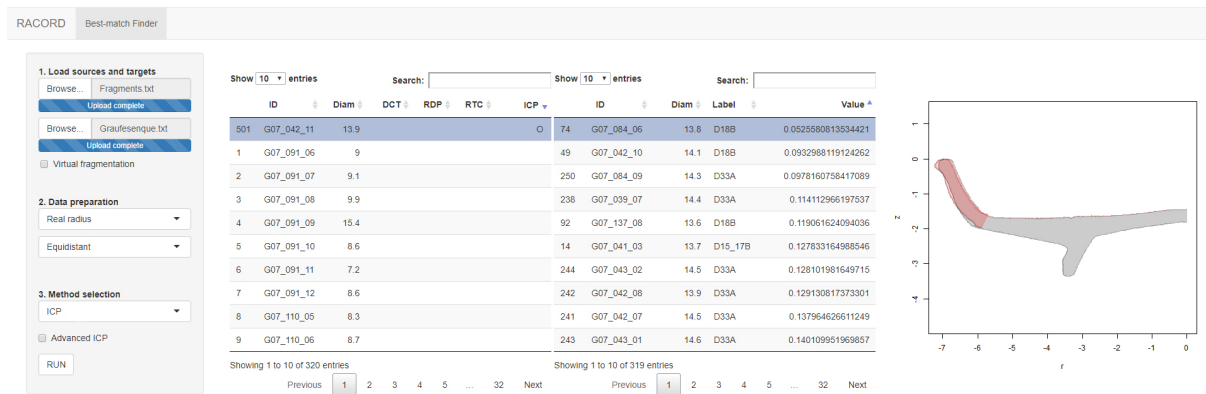 RACORD Best-match Finder
1. Load sources and targets
Browse... Fragments.txt
Upload complete
Browse... Graufesenque.txt
Upload complete
Virtual fragmentation
2. Data preparation
Real radius
Equidistant
3. Method selection
ICP
Advanced ICP
RUN
Show 10 entries Search:
ID Diam DCT RDP RTC ICP
501 G07_042_11 13.9 O
1 G07_091_06 9
2 G07_091_07 9.1
3 G07_091_08 9.9
4 G07_091_09 15.4
5 G07_091_10 8.6
6 G07_091_11 7.2
7 G07_091_12 8.6
8 G07_110_05 8.3
9 G07_110_06 8.7
Showing 1 to 10 of 320 entries
Previous 1 2 3 4 5 ... 32 Next
Show 10 entries Search:
ID Diam Label Value
74 G07_084_06 13.8 D18B 0.0525580813534421
49 G07_042_10 14.1 D18B 0.0932988119124262
250 G07_084_09 14.3 D33A 0.0978160758417089
238 G07_039_07 14.4 D33A 0.114112966197537
92 G07_137_08 13.6 D18B 0.119061624094036
14 G07_041_03 13.7 D15_17B 0.127833164988546
244 G07_043_02 14.5 D33A 0.128101981649715
242 G07_042_08 13.9 D33A 0.129130817373301
241 G07_042_07 14.5 D33A 0.137964626611249
243 G07_043_01 14.6 D33A 0.140109951969857
Showing 1 to 10 of 319 entries
Previous 1 2 3 4 5 ... 32 Next
1
0
-1
-2
-3
-4
z
-7 -6 -5 -4 -3 -2 -1 0
r